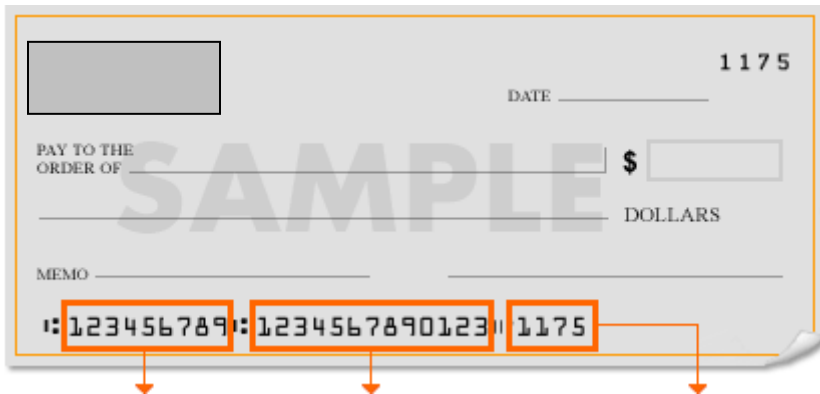 1175
DATE
PAY TO THE
ORDER OF
$
SAMPLE
DOLLARS
MEMO
⑆123456789⑆1234567890123⑈1175